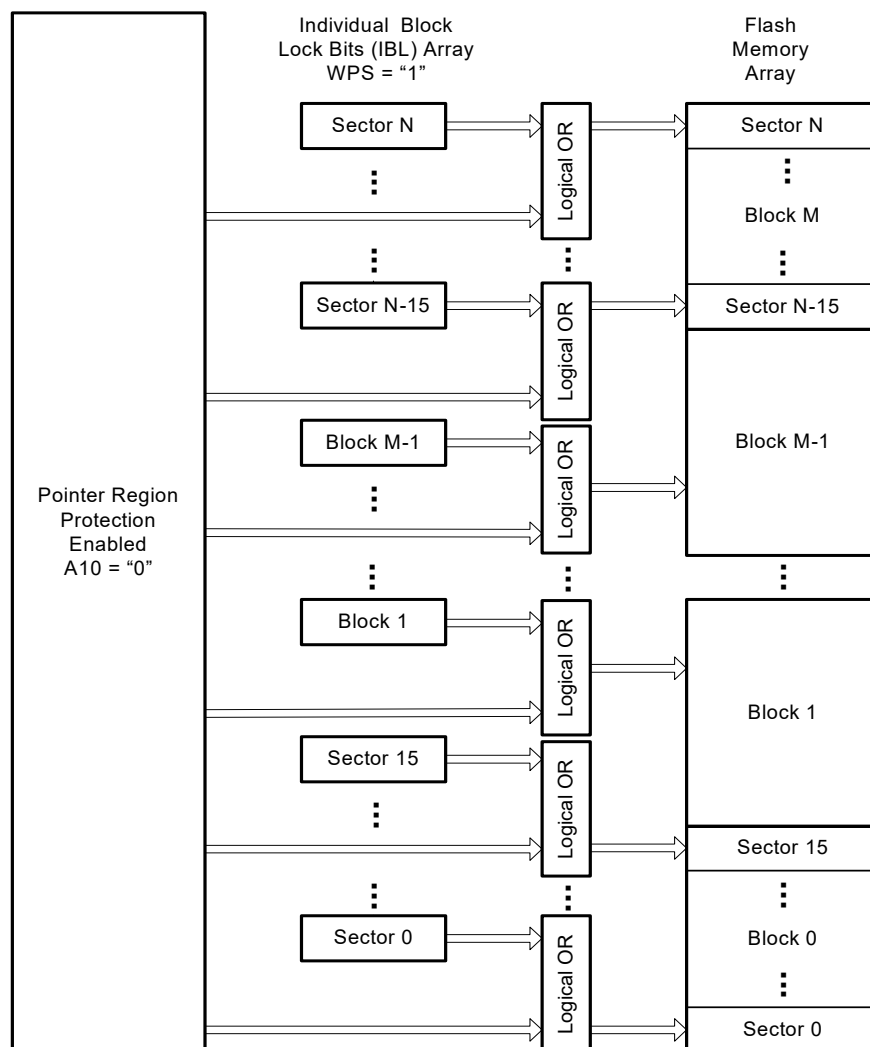 Individual Block
Lock Bits (IBL) Array
WPS = “1”
Flash
Memory
Array
Sector N
Logical OR
Sector N
Block M
Sector N-15
Logical OR
Sector N-15
Block M-1
Logical OR
Block M-1
Pointer Region
Protection
Enabled
A10 = “0”
Block 1
Logical OR
Block 1
Sector 15
Logical OR
Sector 15
Sector 0
Logical OR
Block 0
Sector 0